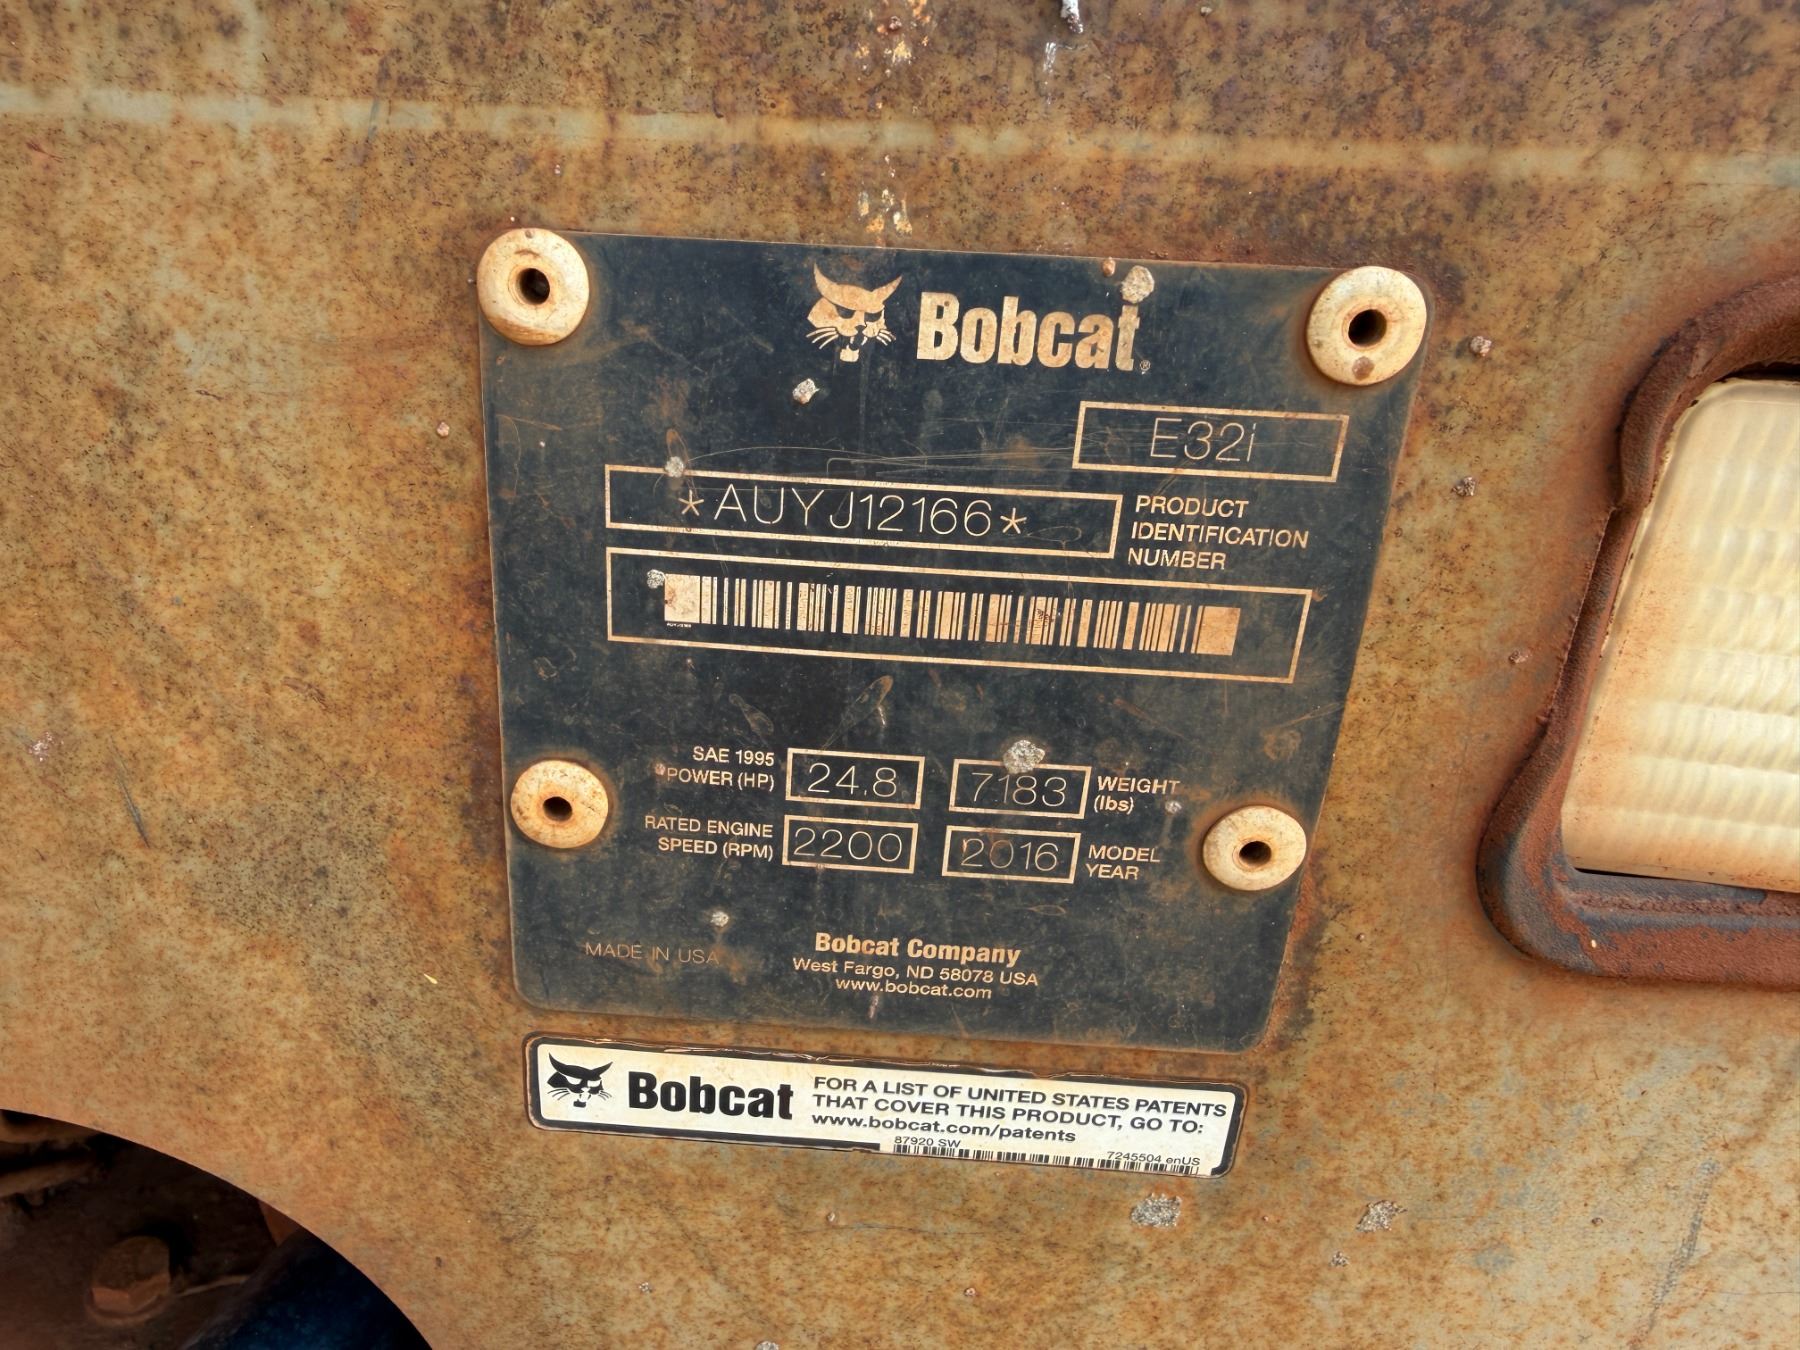 Bobcat®
E32i
*AUYJ12166*
PRODUCT
IDENTIFICATION
NUMBER
SAE 1995
POWER (HP)
24.8
7183
WEIGHT
(lbs)
RATED ENGINE
SPEED (RPM)
2200
2016
MODEL
YEAR
MADE IN USA
Bobcat Company
West Fargo, ND 58078 USA
www.bobcat.com
Bobcat
FOR A LIST OF UNITED STATES PATENTS
THAT COVER THIS PRODUCT, GO TO:
www.bobcat.com/patents
87920 SW
7245504 enUS